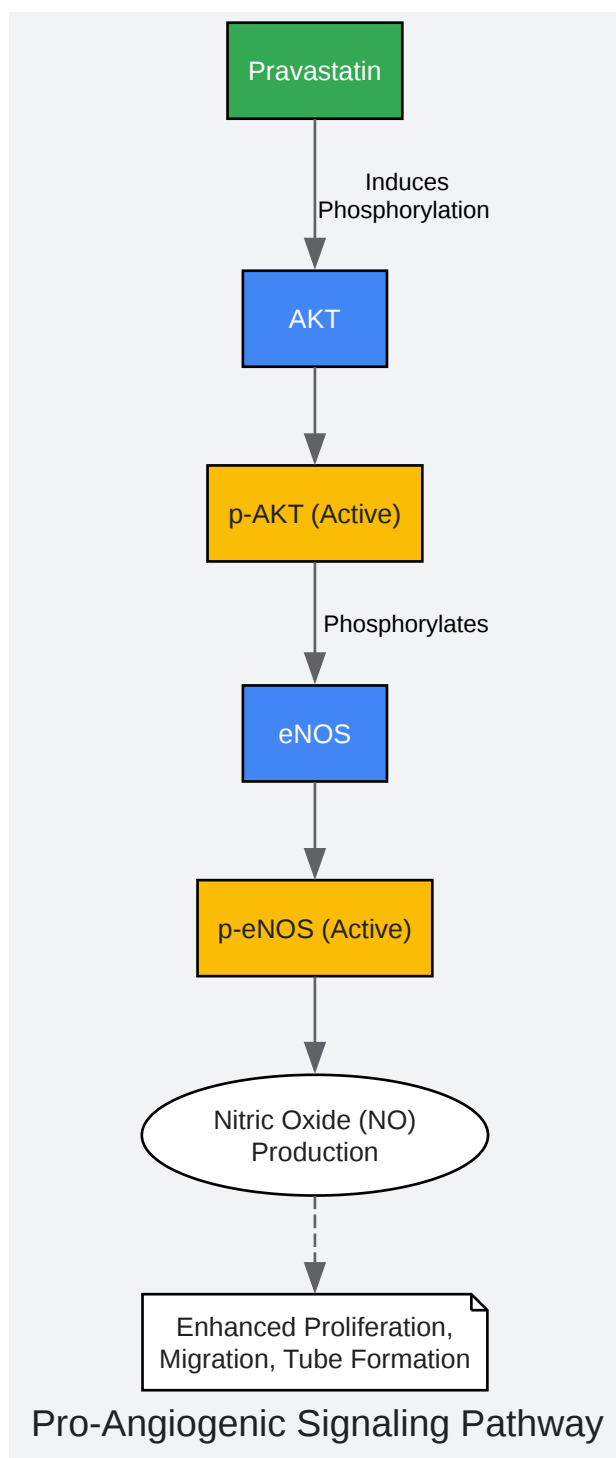 Pravastatin
Induces
Phosphorylation
AKT
p-AKT (Active)
Phosphorylates
eNOS
p-eNOS (Active)
Nitric Oxide (NO)
Production
Enhanced Proliferation,
Migration, Tube Formation
Pro-Angiogenic Signaling Pathway